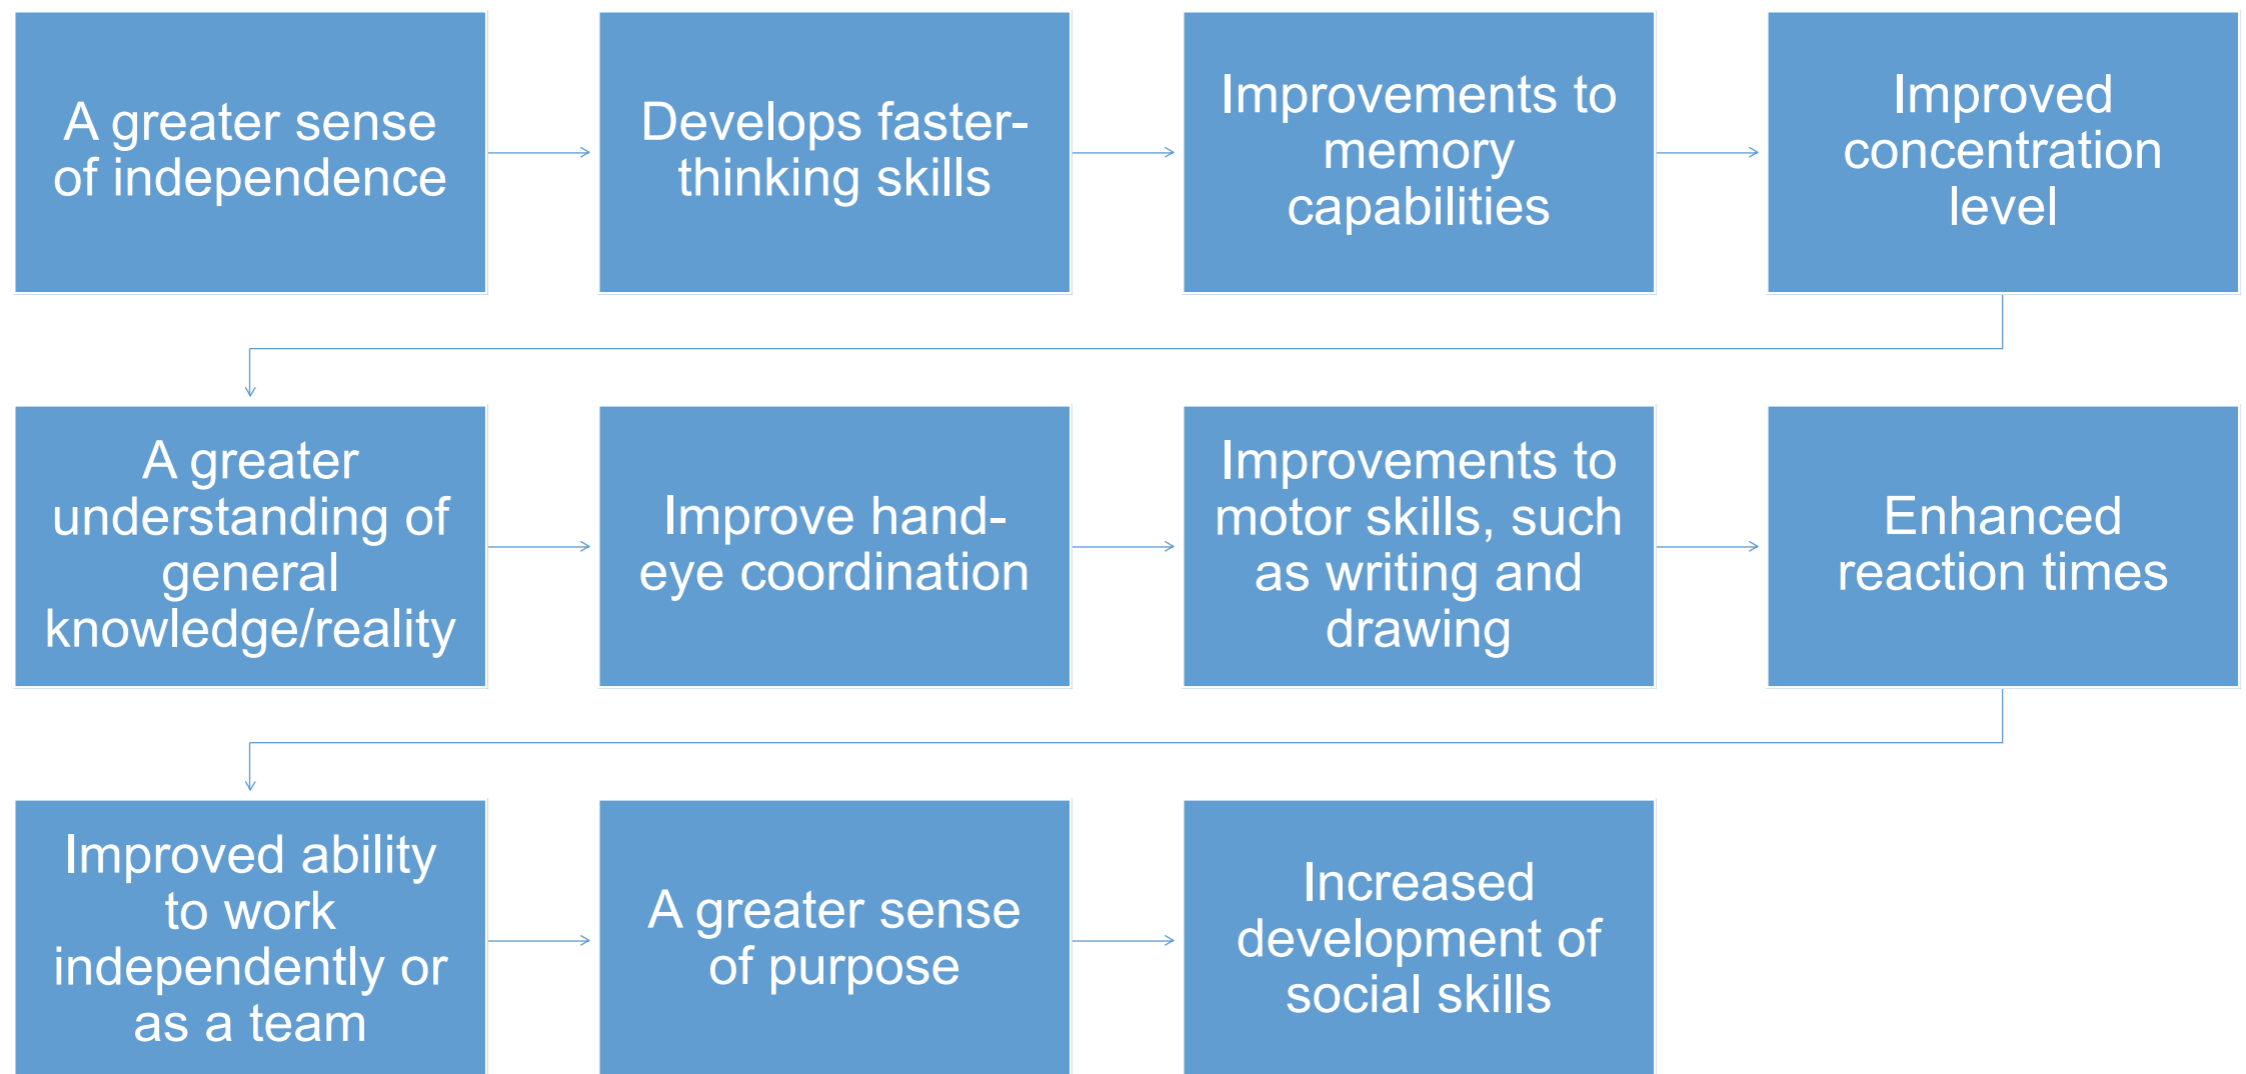 A greater sense
of independence
Develops faster-
thinking skills
Improvements to
memory
capabilities
Improved
concentration
level
A greater
understanding of
general
knowledge/reality
Improve hand-
eye coordination
Improvements to
motor skills, such
as writing and
drawing
Enhanced
reaction times
Improved ability
to work
independently or
as a team
A greater sense
of purpose
Increased
development of
social skills